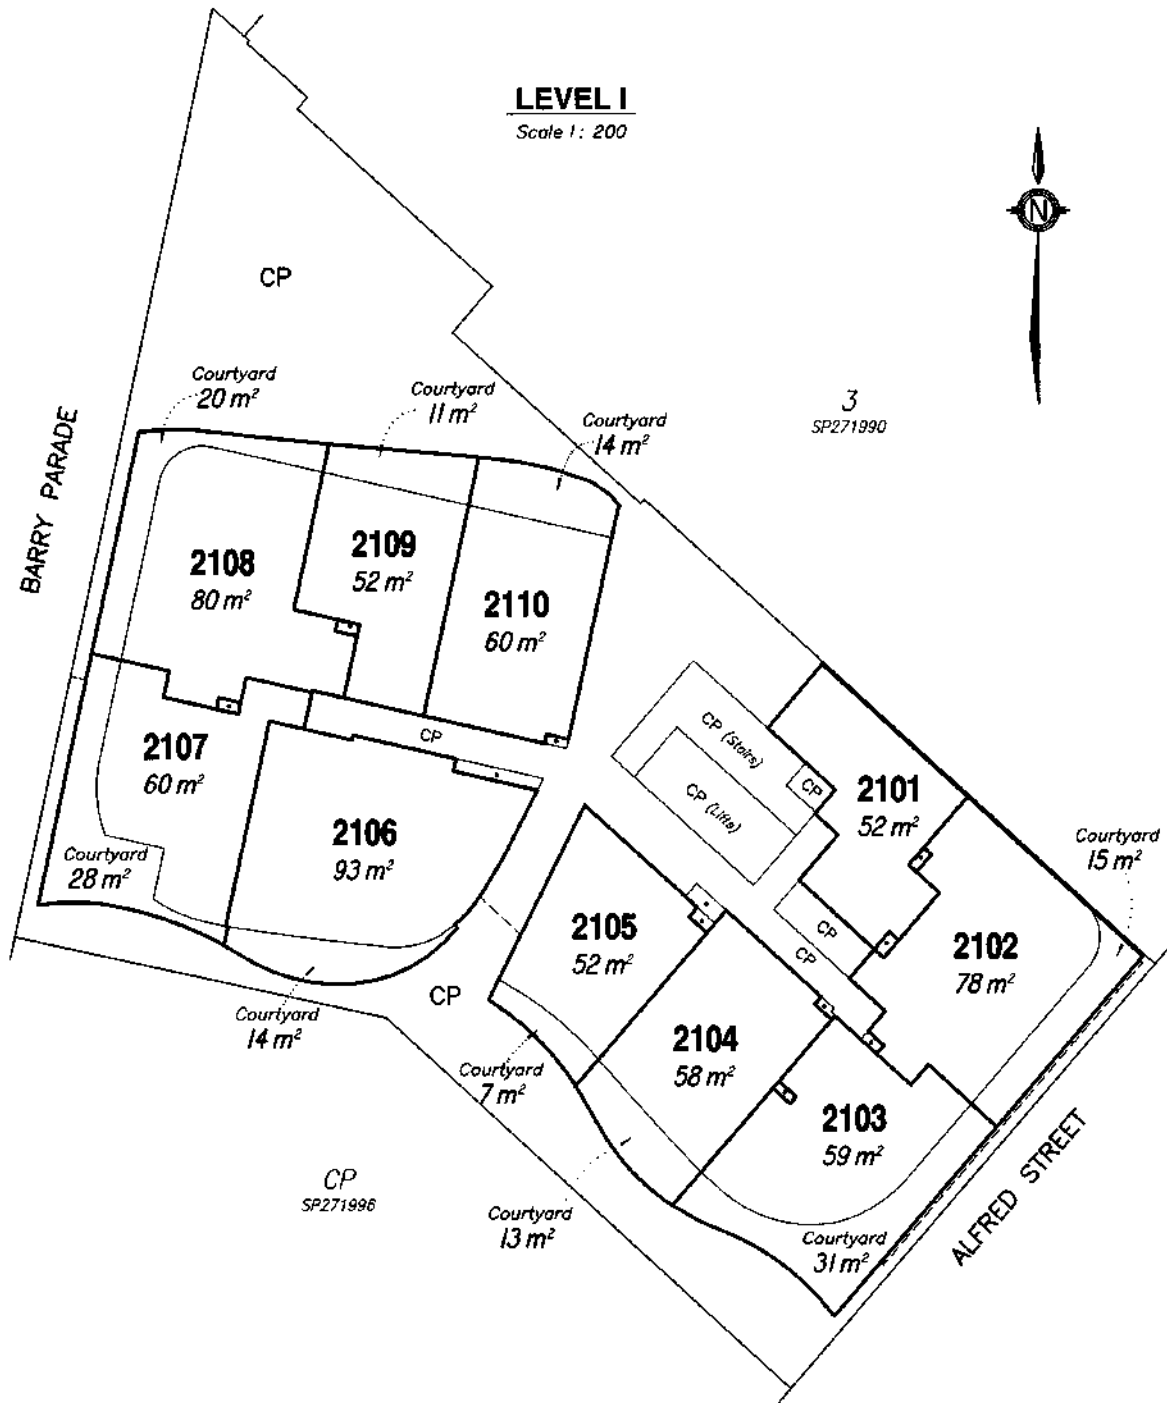 LEVEL 1
Scale 1: 200
N
CP
3
SP271990
BARRY PARADE
Courtyard
20 m²
Courtyard
11 m²
Courtyard
14 m²
2108
80 m²
2109
52 m²
2110
60 m²
CP
2107
60 m²
Courtyard
28 m²
2106
93 m²
Courtyard
14 m²
CP
CP (Stairs)
CP (Lifts)
CP
2101
52 m²
Courtyard
15 m²
2102
78 m²
CP
CP
2105
52 m²
Courtyard
7 m²
2104
58 m²
Courtyard
13 m²
2103
59 m²
Courtyard
31 m²
ALFRED STREET
CP
SP271996